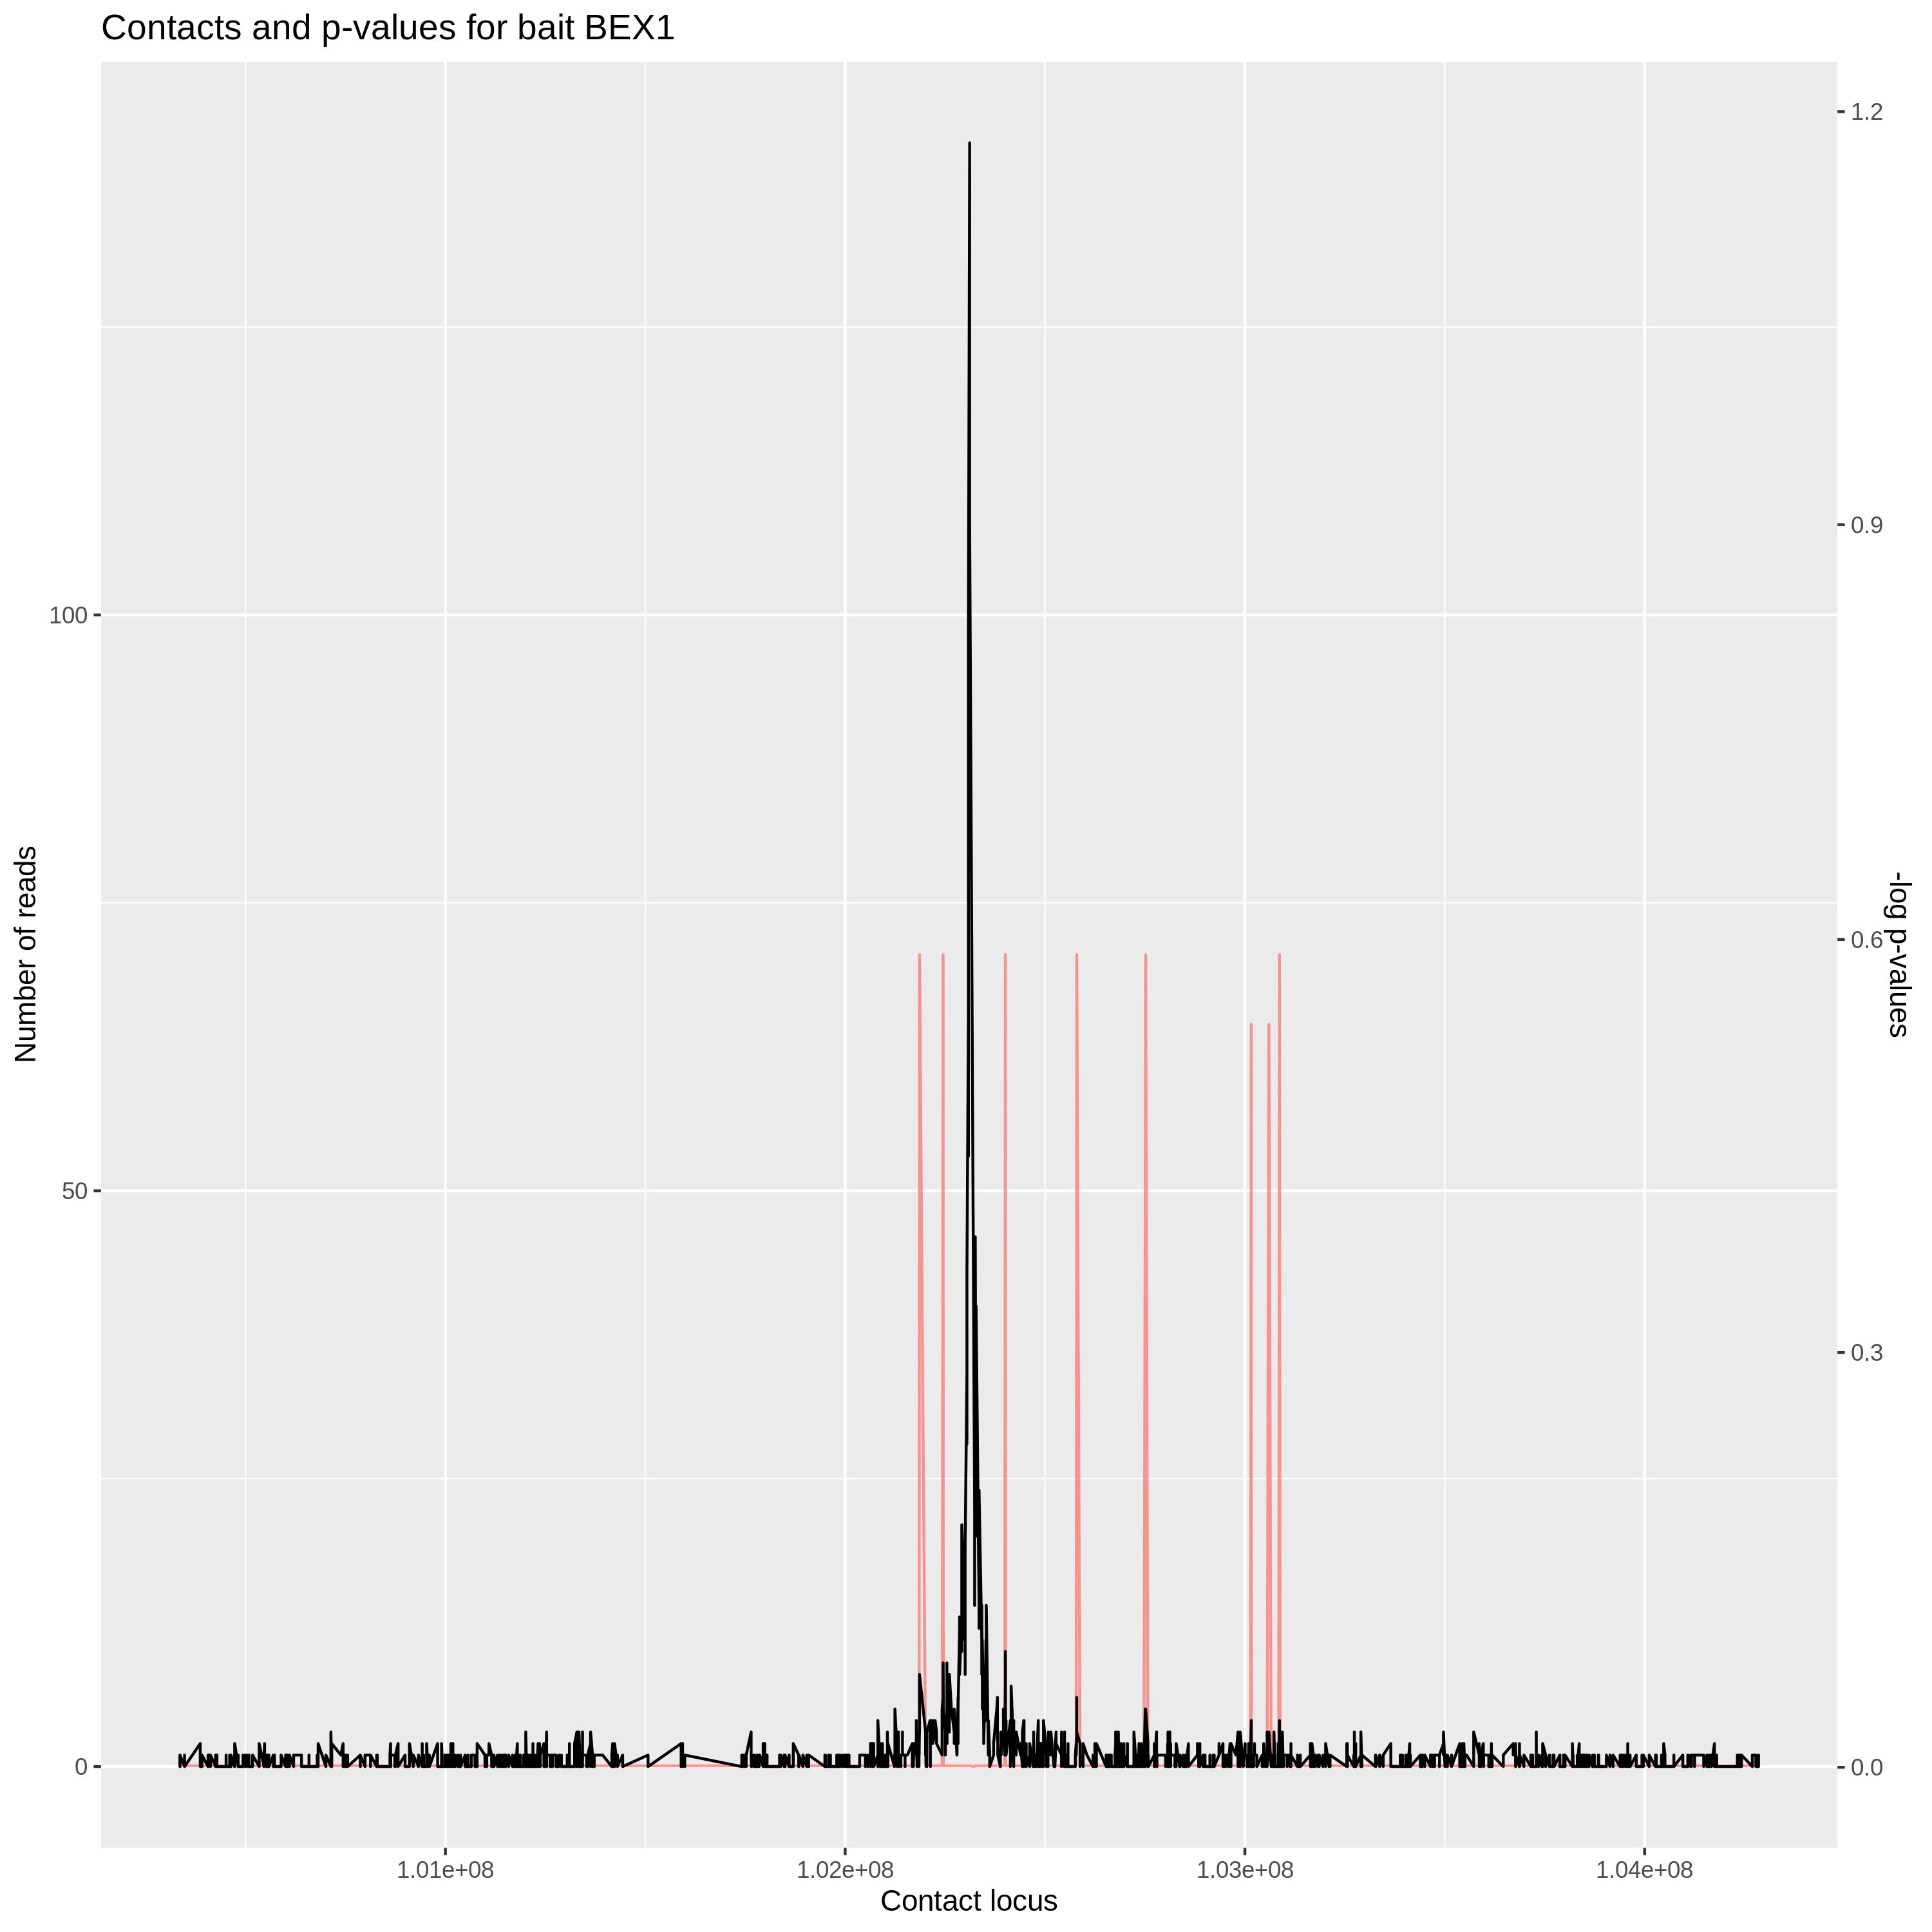 Contacts and p-values for bait BEX1
1.2
0.9
100
0.6
Number of reads
-log p-values
50
0.3
0
0.0
1.01e+08
1.02e+08
1.03e+08
1.04e+08
Contact locus